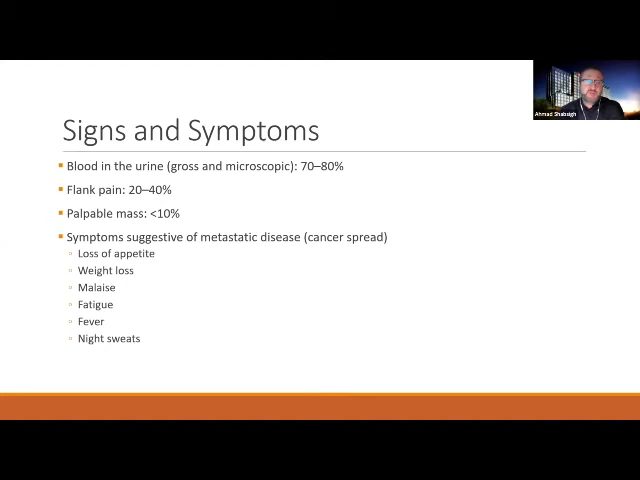 Ahmad Shabsigh
Signs and Symptoms
Blood in the urine (gross and microscopic): 70–80%
Flank pain: 20–40%
Palpable mass: <10%
Symptoms suggestive of metastatic disease (cancer spread)
Loss of appetite
Weight loss
Malaise
Fatigue
Fever
Night sweats